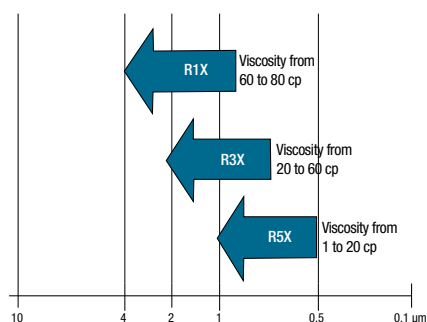 R1X
Viscosity from
60 to 80 cp
R3X
Viscosity from
20 to 60 cp
R5X
Viscosity from
1 to 20 cp
10 4 2 1 0.5 0.1 um